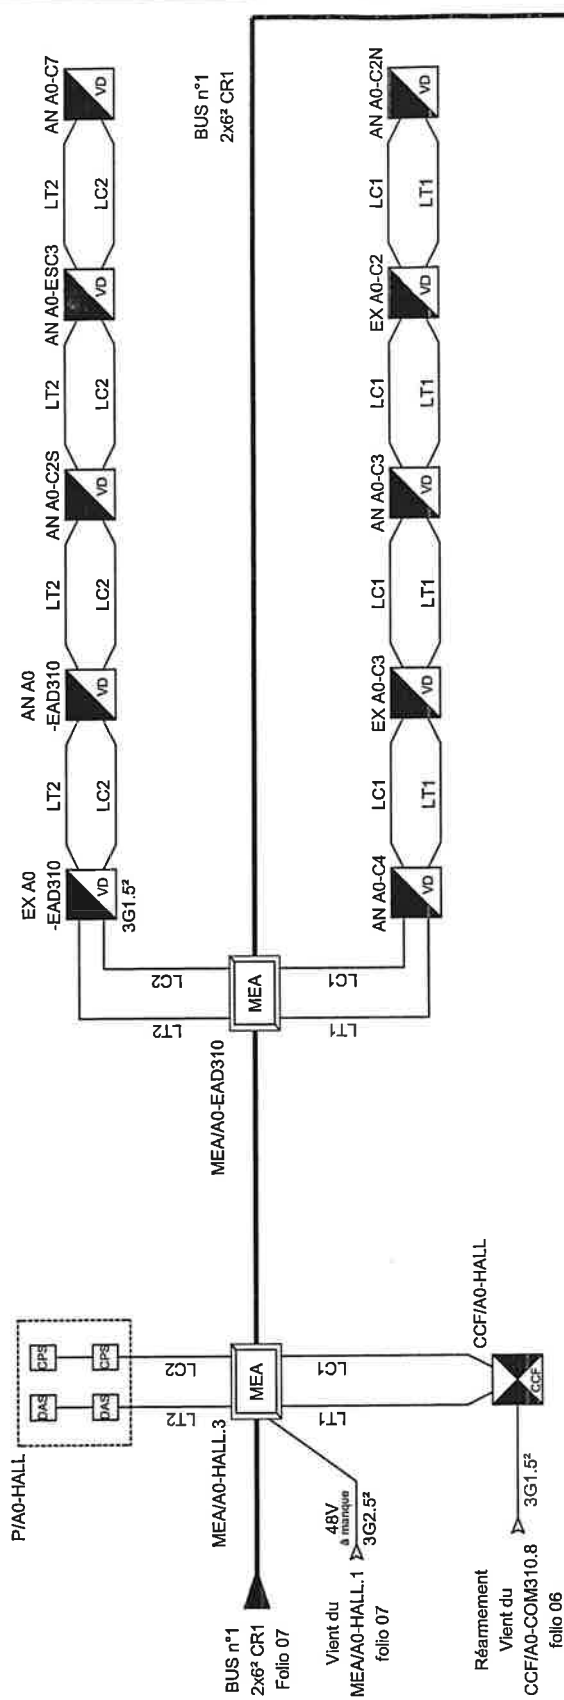 AN A0-C7
VD
LT2
LC2
AN A0-ESC3
VD
LT2
LC2
AN A0-C2S
VD
LT2
LC2
AN A0
-EAD310
VD
LT2
LC2
EX A0
-EAD310
VD
3G1.5²
LC2
LT2
BUS n°1
2x6² CR1
AN A0-C2N
VD
LC1
LT1
EX A0-C2
VD
LC1
LT1
AN A0-C3
VD
LC1
LT1
EX A0-C3
VD
LC1
LT1
AN A0-C4
VD
LC1
LT1
MEA
MEA/A0-EAD310
P/A0-HALL
CPS
CPS
DAS
DAS
LC2
LT2
MEA
MEA/A0-HALL.3
LC1
LT1
CCF/A0-HALL
CCF
3G1.5²
BUS n°1
2x6² CR1
Folio 07
48V
à manque
3G2.5²
Vient du
MEA/A0-HALL.1
folio 07
Réarmement
Vient du
CCF/A0-COM310.8
folio 06